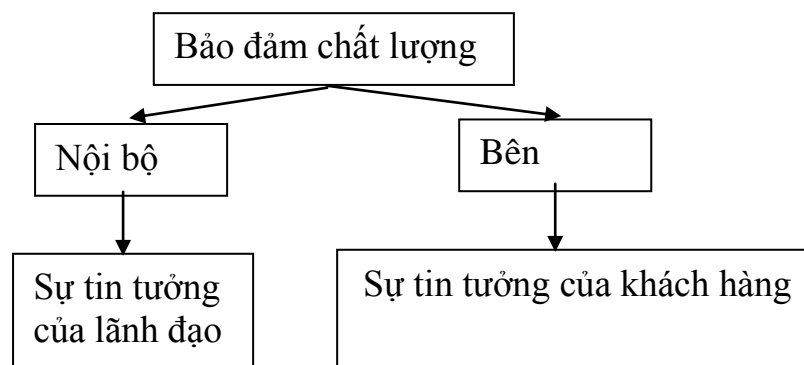 Bảo đảm chất lượng
Nội bộ
Bên
Sự tin tưởng
của lãnh đạo
Sự tin tưởng của khách hàng